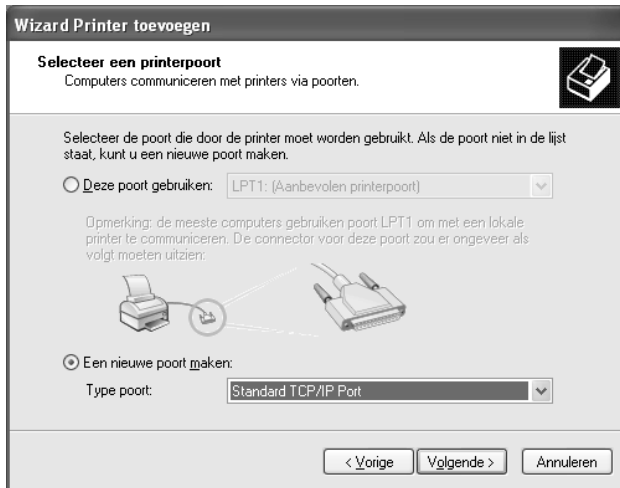 Wizard Printer toevoegen
Selecteer een printerpoort
Computers communiceren met printers via poorten.
Selecteer de poort die door de printer moet worden gebruikt. Als de poort niet in de lijst
staat, kunt u een nieuwe poort maken.
Deze poort gebruiken: LPT1: (Aanbevolen printerpoort)
Opmerking: de meeste computers gebruiken poort LPT1 om met een lokale
printer te communiceren. De connector voor deze poort zou er ongeveer als
volgt moeten uitzien:
Een nieuwe poort maken:
Type poort: Standard TCP/IP Port
< Vorige Volgende > Annuleren